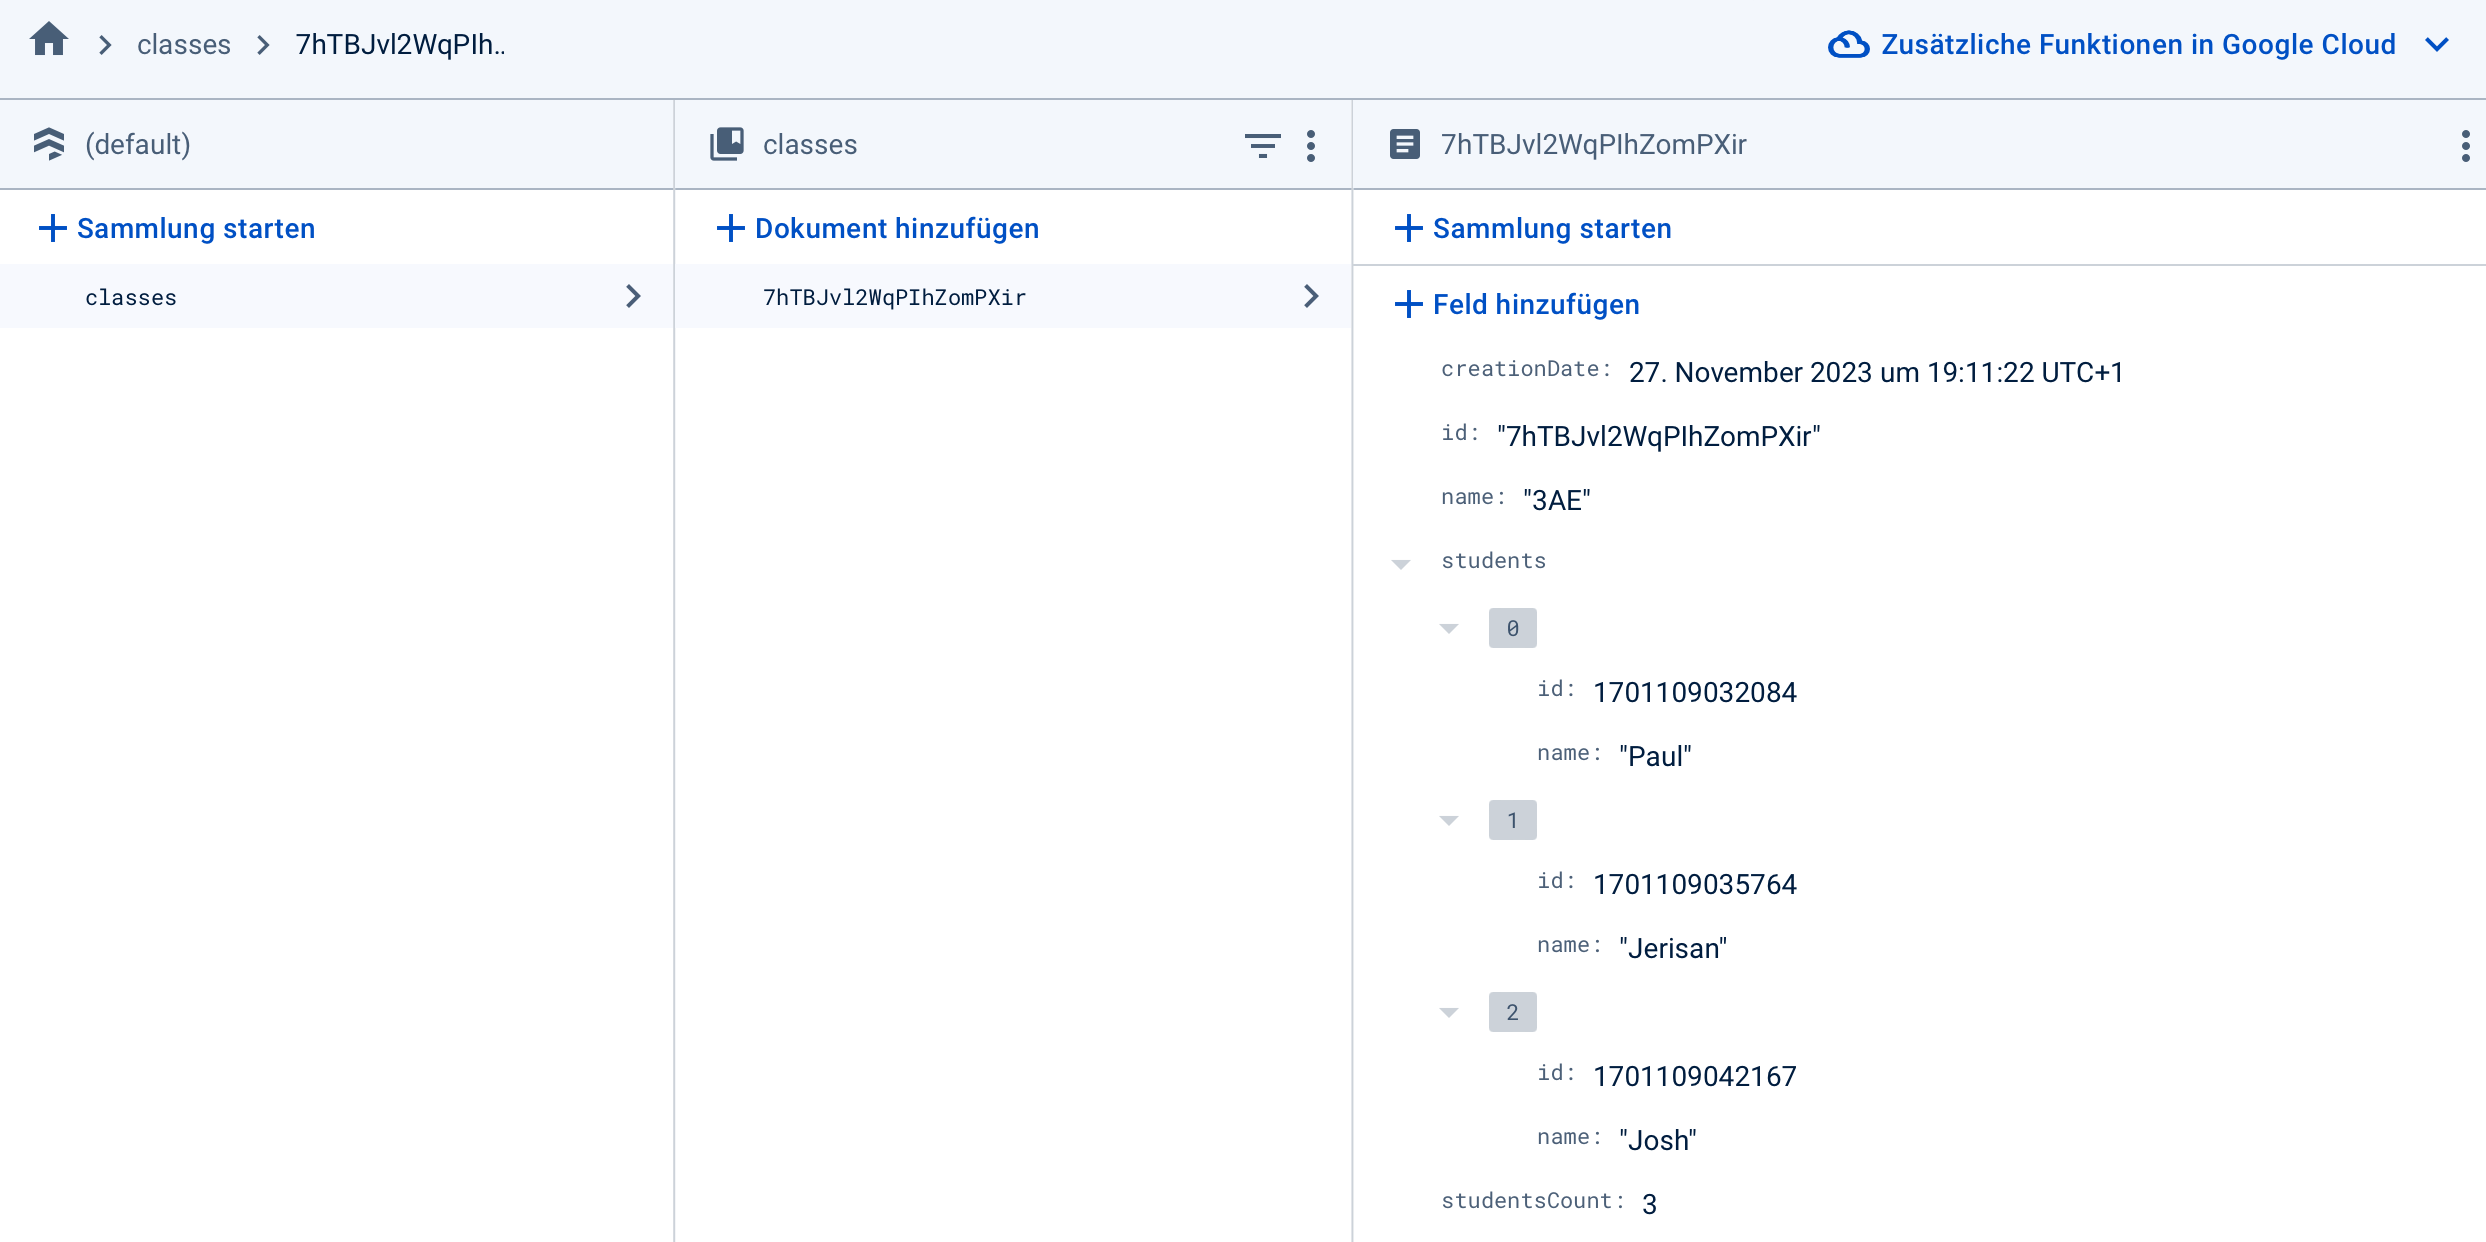 classes
7hTBJvl2WqPIh..
Zusätzliche Funktionen in Google Cloud
(default)
classes
7hTBJvl2WqPIhZomPXir
Sammlung starten
Dokument hinzufügen
Sammlung starten
classes
7hTBJvl2WqPIhZomPXir
Feld hinzufügen
creationDate: 27. November 2023 um 19:11:22 UTC+1
id: "7hTBJvl2WqPIhZomPXir"
name: "3AE"
students
0
id: 1701109032084
name: "Paul"
1
id: 1701109035764
name: "Jerisan"
2
id: 1701109042167
name: "Josh"
studentsCount: 3